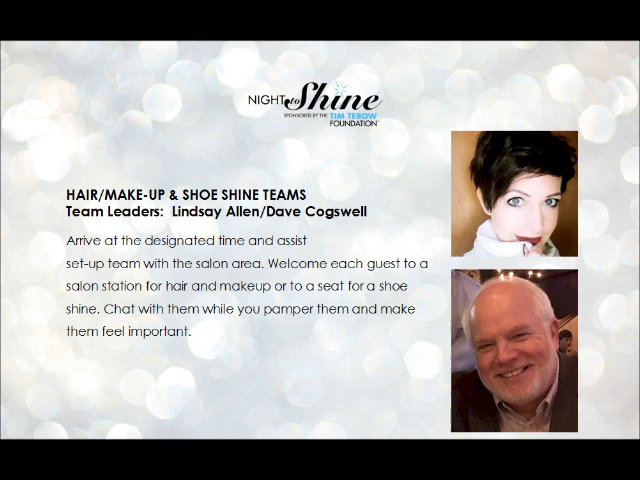 NIGHT to Shine
SPONSORED BY THE TIM TEBOW
FOUNDATION
HAIR/MAKE-UP & SHOE SHINE TEAMS
Team Leaders:  Lindsay Allen/Dave Cogswell
Arrive at the designated time and assist
set-up team with the salon area. Welcome each guest to a
salon station for hair and makeup or to a seat for a shoe
shine. Chat with them while you pamper them and make
them feel important.